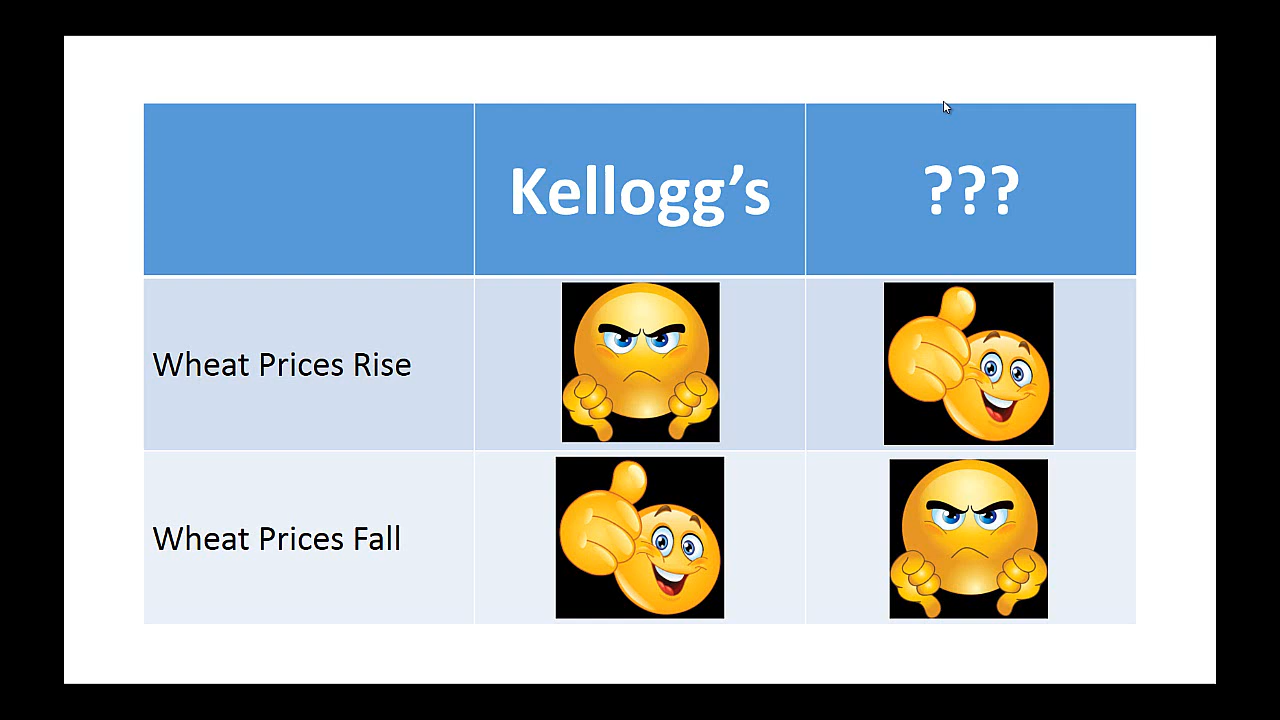 Kellogg’s
???
Wheat Prices Rise
Wheat Prices Fall